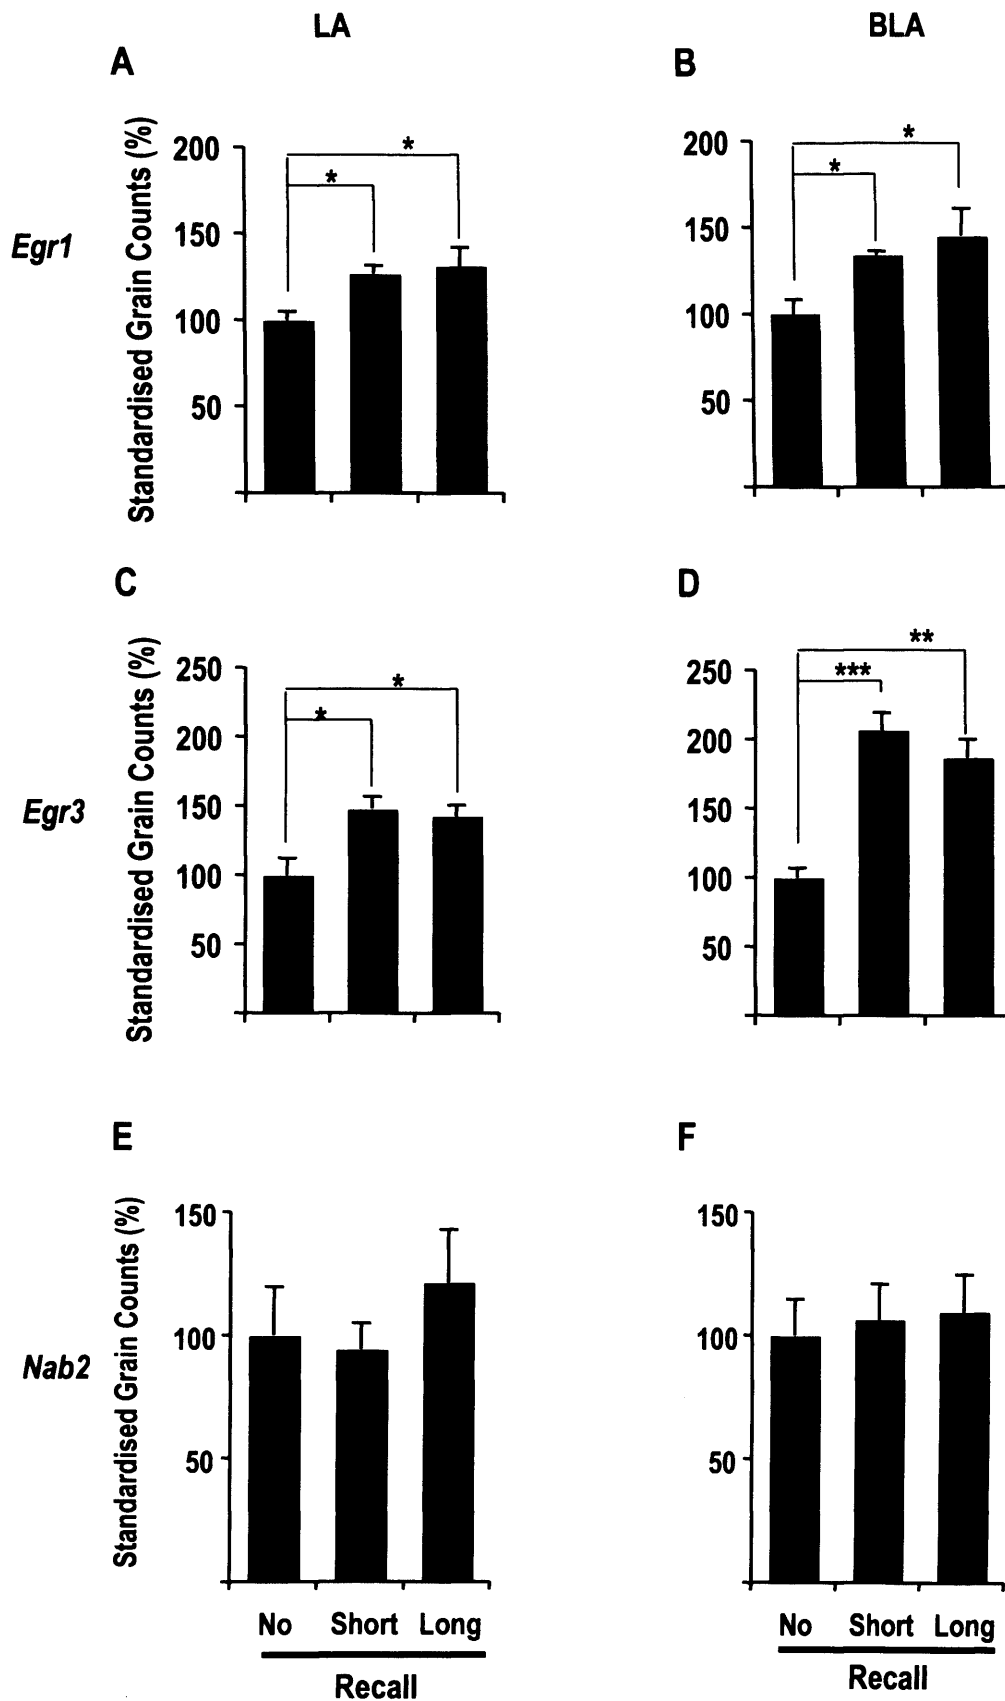 LA
BLA
A
B
Egr1
Standardised Grain Counts (%)
200
150
100
50
*
*
200
150
100
50
*
*
C
D
Egr3
Standardised Grain Counts (%)
250
200
150
100
50
*
*
250
200
150
100
50
***
**
E
F
Nab2
Standardised Grain Counts (%)
150
100
50
No Short Long
Recall
150
100
50
No Short Long
Recall